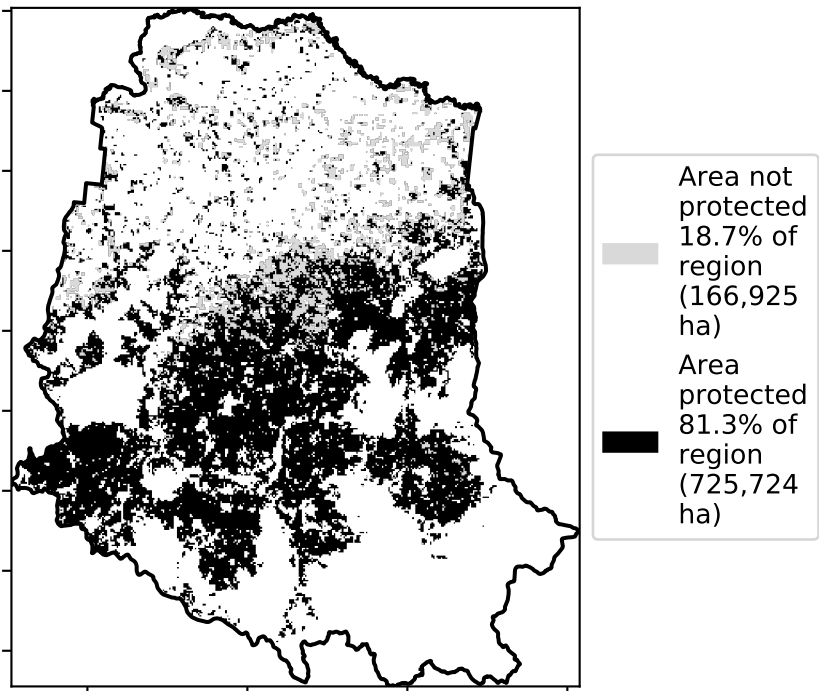 Area not
protected
18.7% of
region
(166,925
ha)
Area
protected
81.3% of
region
(725,724
ha)